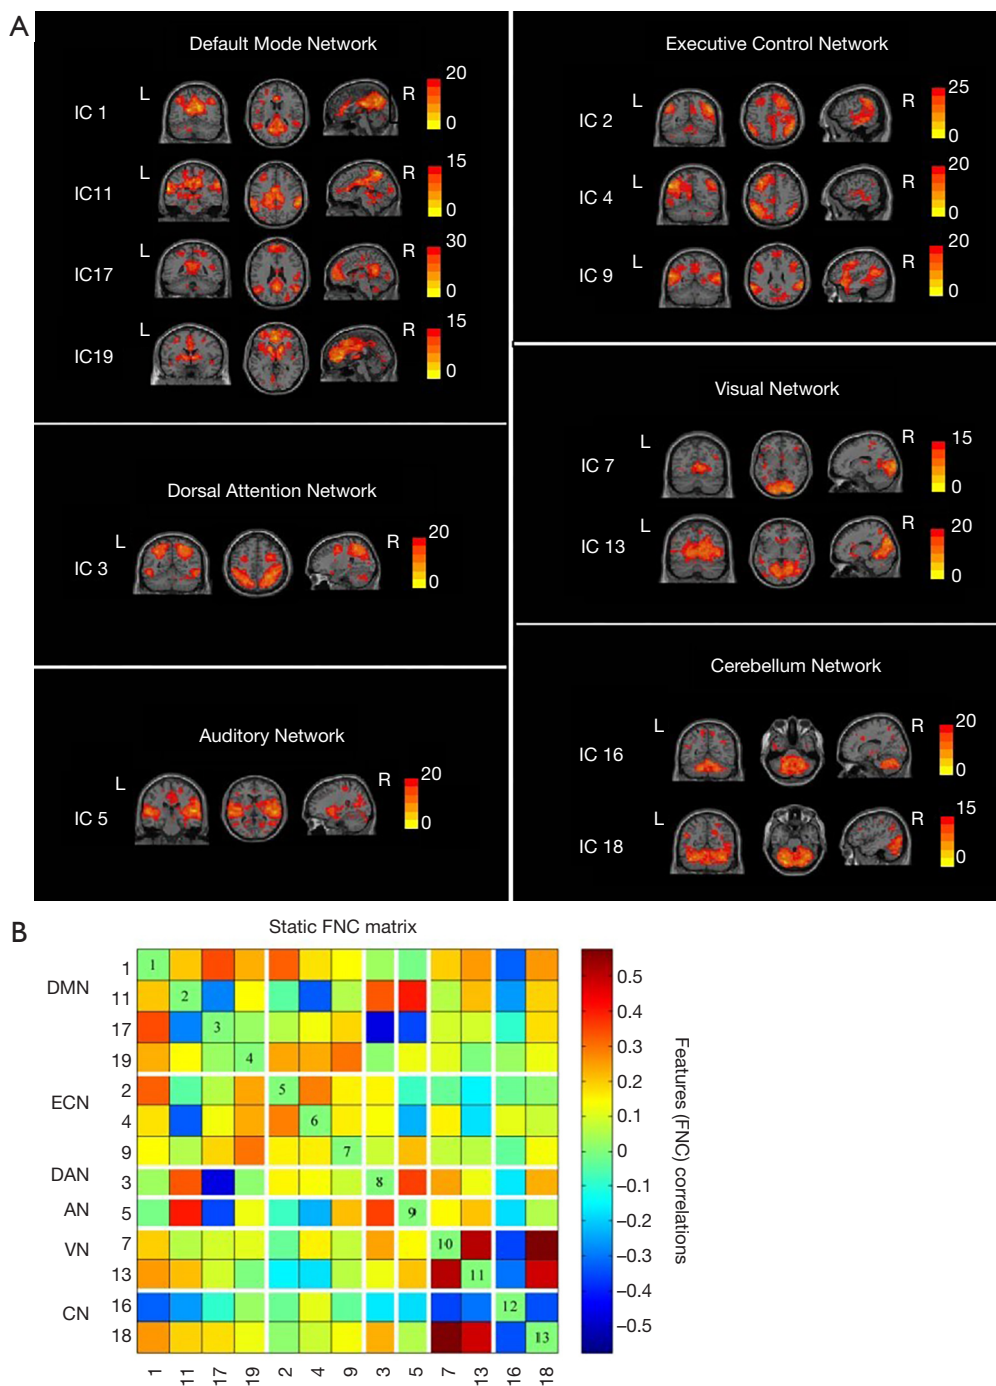 A
Default Mode Network
IC 1
L
R
20
0
IC11
L
R
15
0
IC17
L
R
30
0
IC19
L
R
15
0
Dorsal Attention Network
IC 3
L
R
20
0
Auditory Network
IC 5
L
R
20
0
Executive Control Network
IC 2
L
R
25
0
IC 4
L
R
20
0
IC 9
L
R
20
0
Visual Network
IC 7
L
R
15
0
IC 13
L
R
20
0
Cerebellum Network
IC 16
L
R
20
0
IC 18
L
R
15
0
B
Static FNC matrix
DMN
ECN
DAN
AN
VN
CN
1
11
17
19
2
4
9
3
5
7
13
16
18
1
2
3
4
5
6
7
8
9
10
11
12
13
1 11 17 19 2 4 9 3 5 7 13 16 18
0.5
0.4
0.3
0.2
0.1
0
−0.1
−0.2
−0.3
−0.4
−0.5
Features (FNC) correlations